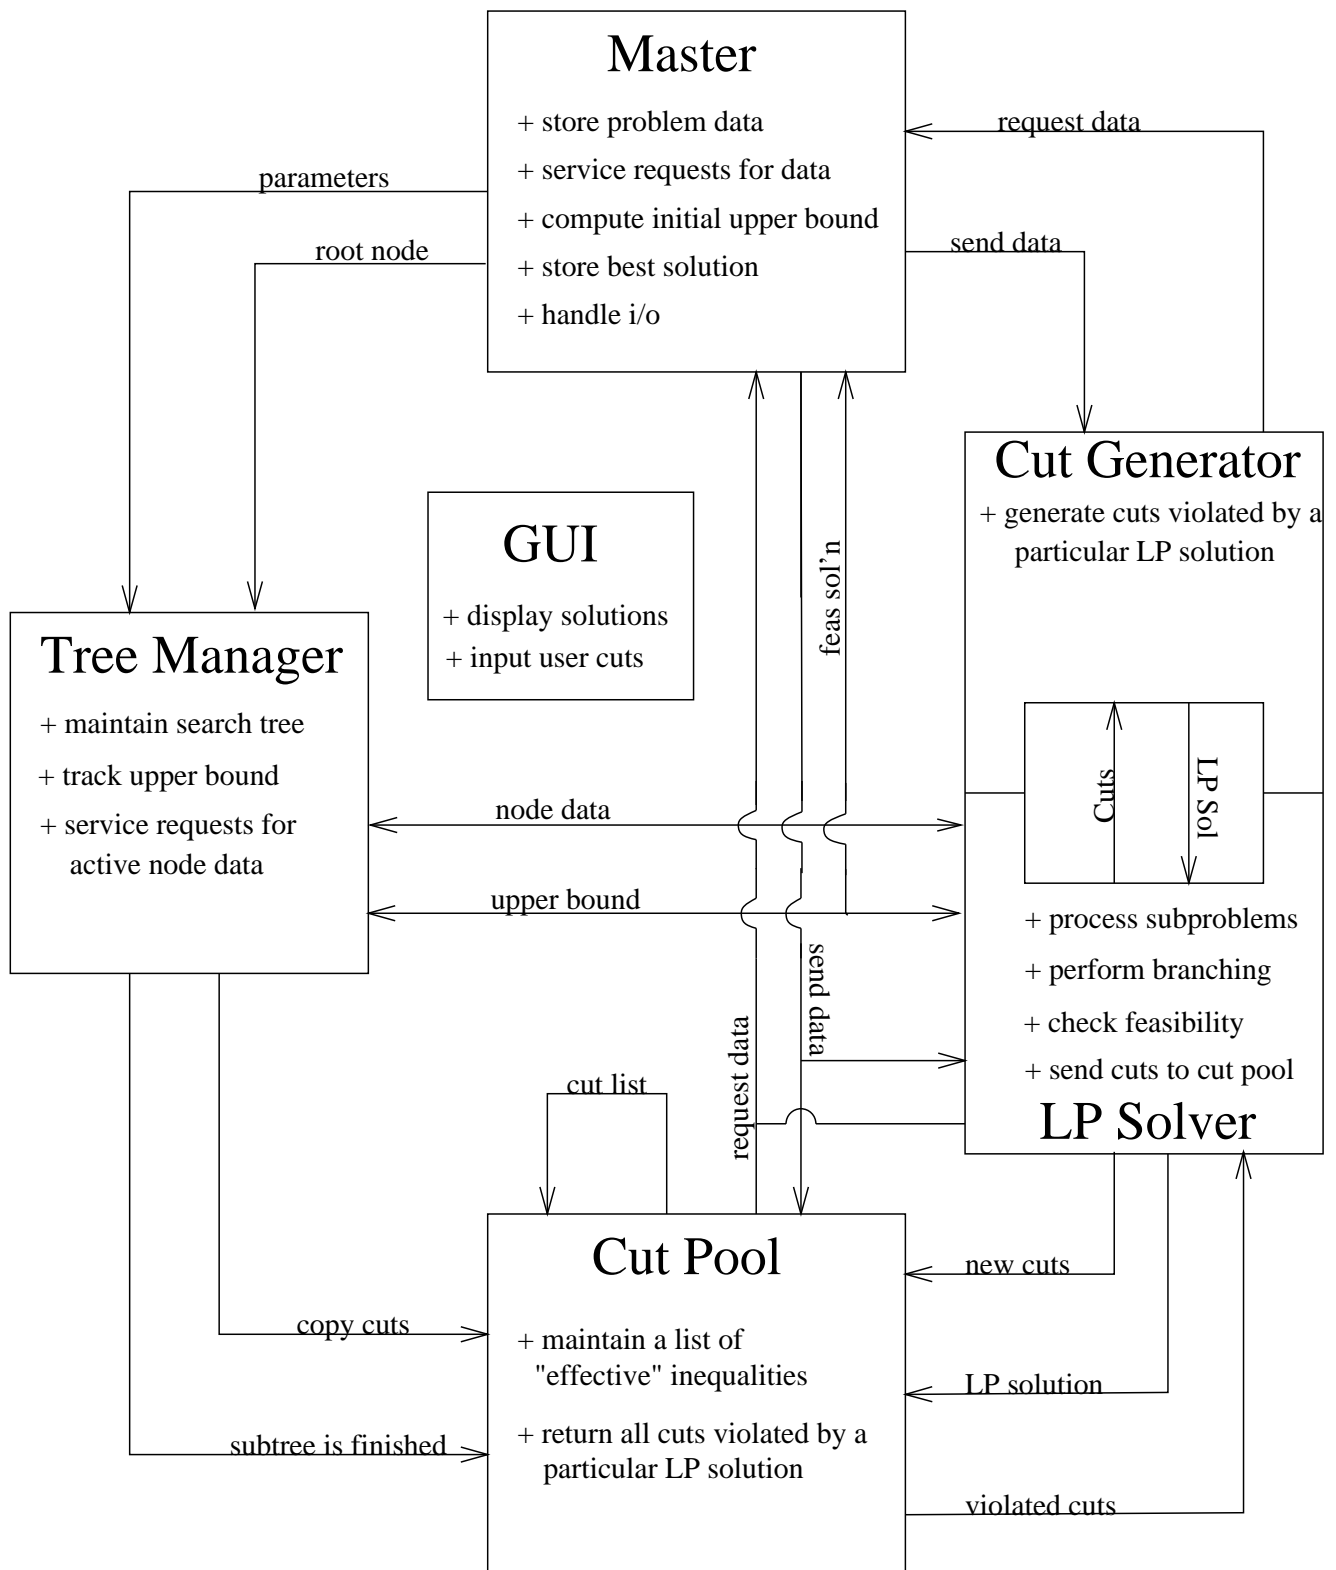 Master
+ store problem data
+ service requests for data
+ compute initial upper bound
+ store best solution
+ handle i/o
request data
parameters
root node
send data
Cut Generator
+ generate cuts violated by a
particular LP solution
GUI
+ display solutions
+ input user cuts
feas sol'n
Tree Manager
+ maintain search tree
+ track upper bound
+ service requests for
active node data
node data
upper bound
Cuts
LP Sol
+ process subproblems
+ perform branching
+ check feasibility
+ send cuts to cut pool
LP Solver
send data
request data
cut list
Cut Pool
+ maintain a list of
"effective" inequalities
+ return all cuts violated by a
particular LP solution
new cuts
copy cuts
LP solution
subtree is finished
violated cuts